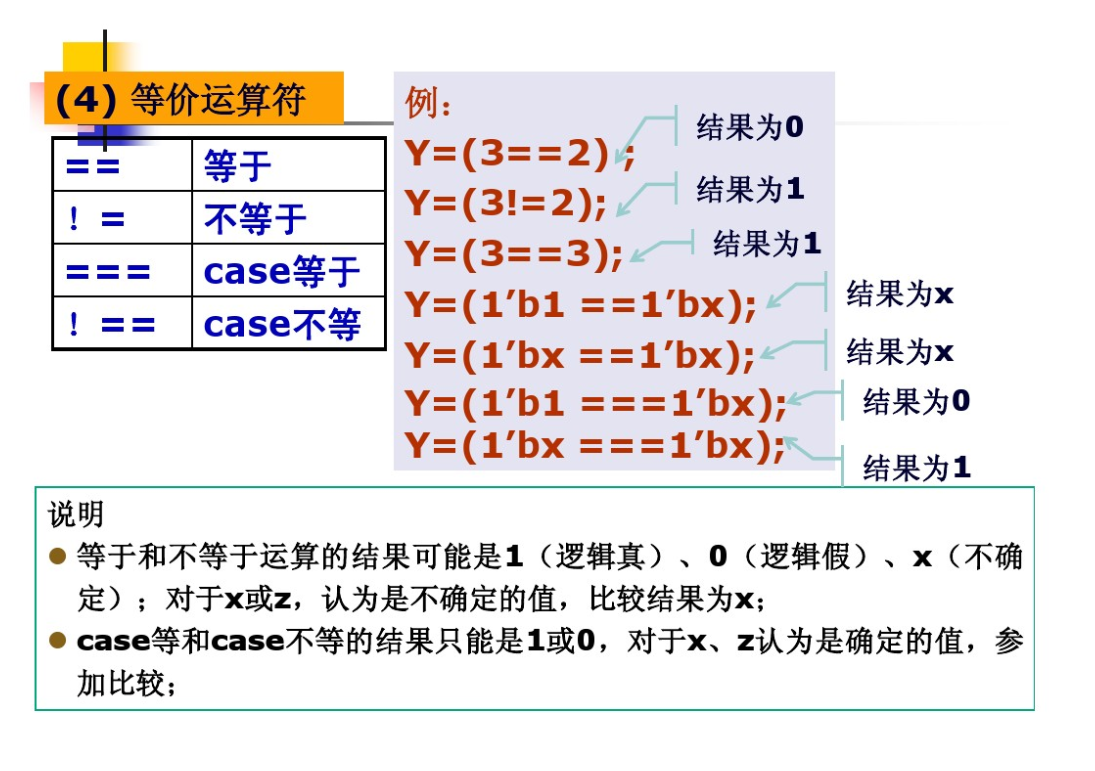 (4) 等价运算符
== 等于
! = 不等于
=== case等于
! == case不等
例：
Y=(3==2) ; 结果为0
Y=(3!=2); 结果为1
Y=(3==3); 结果为1
Y=(1’b1 ==1’bx); 结果为x
Y=(1’bx ==1’bx); 结果为x
Y=(1’b1 ===1’bx); 结果为0
Y=(1’bx ===1’bx); 结果为1
说明
● 等于和不等于运算的结果可能是1（逻辑真）、0（逻辑假）、x（不确
定）；对于x或z，认为是不确定的值，比较结果为x；
● case等和case不等的结果只能是1或0，对于x、z认为是确定的值，参
加比较；